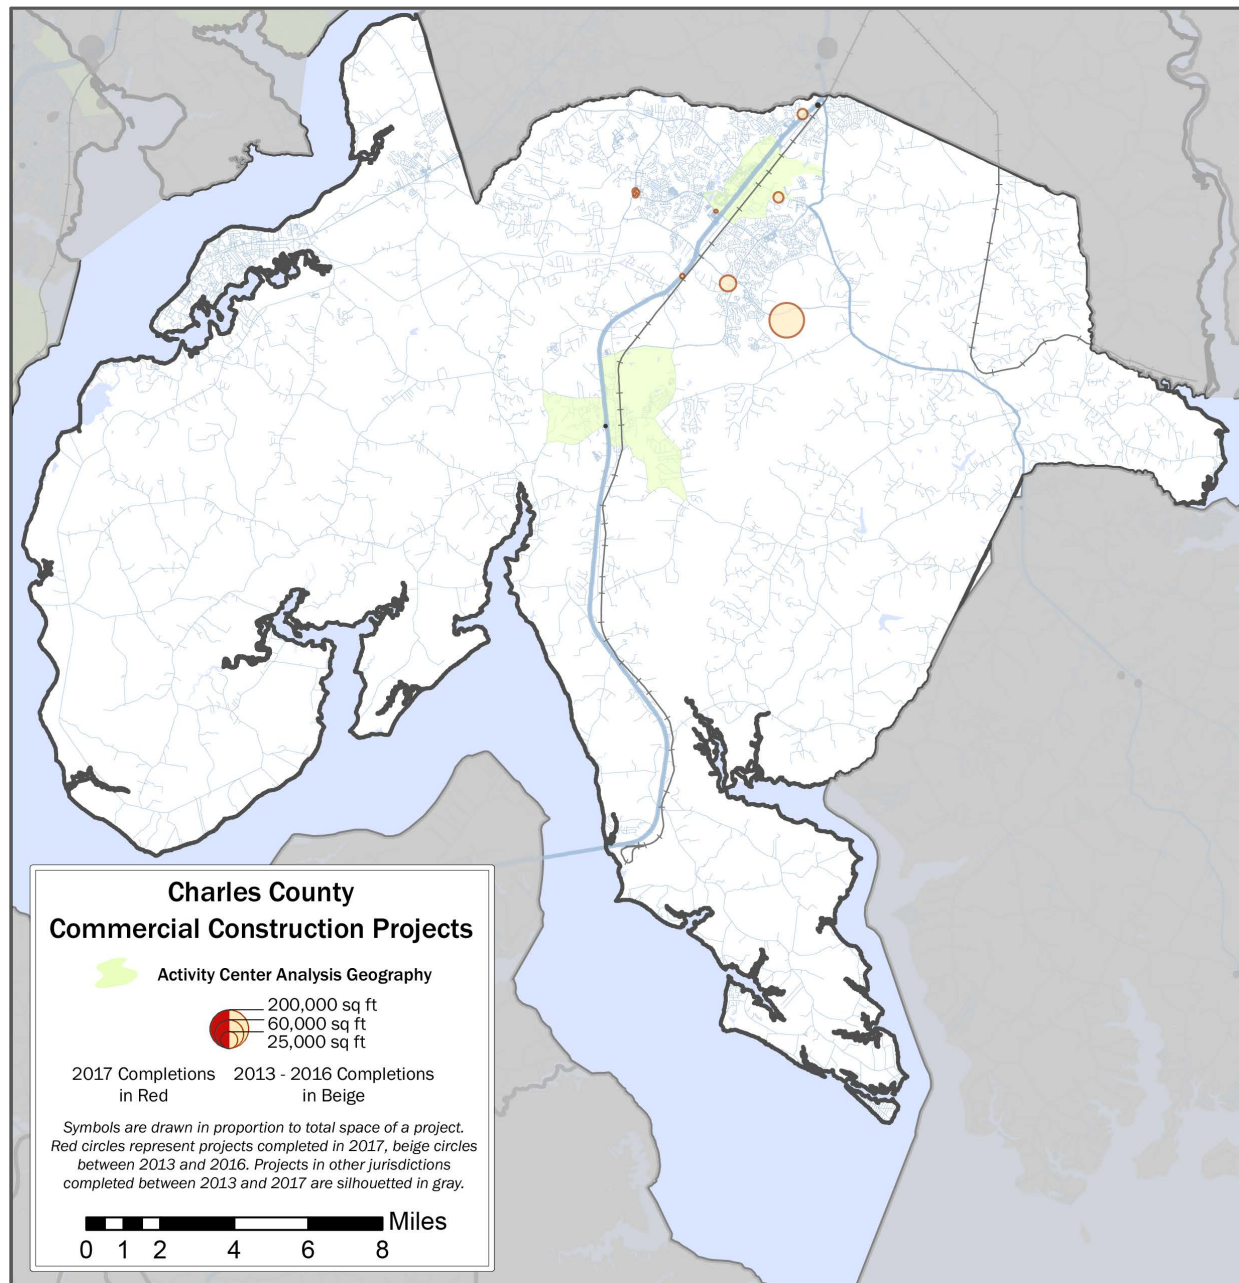 Charles County
Commercial Construction Projects
Activity Center Analysis Geography
200,000 sq ft
60,000 sq ft
25,000 sq ft
2017 Completions
in Red
2013 - 2016 Completions
in Beige
Symbols are drawn in proportion to total space of a project.
Red circles represent projects completed in 2017, beige circles
between 2013 and 2016. Projects in other jurisdictions
completed between 2013 and 2017 are silhouetted in gray.
Miles
0 1 2 4 6 8